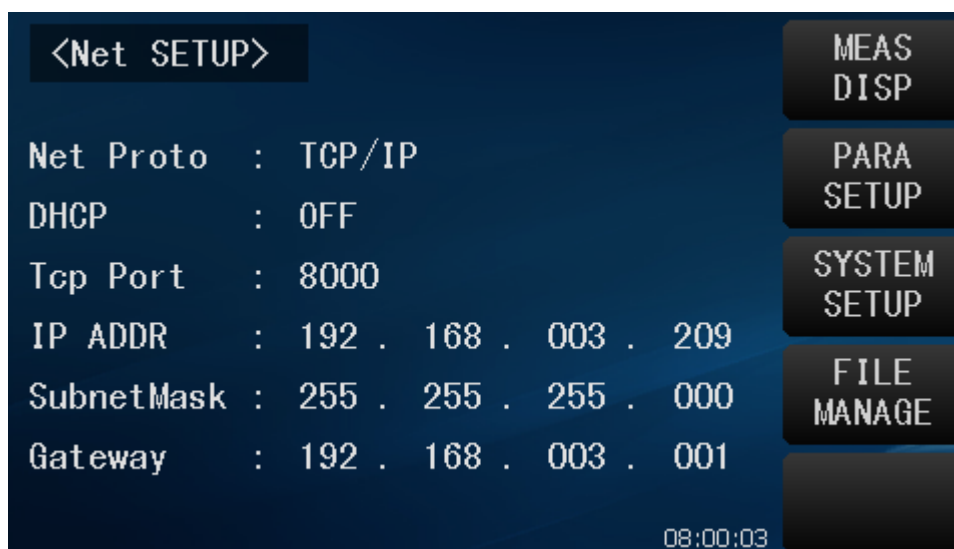 <Net SETUP>
Net Proto : TCP/IP
DHCP : OFF
Tcp Port : 8000
IP ADDR : 192 . 168 . 003 . 209
SubnetMask : 255 . 255 . 255 . 000
Gateway : 192 . 168 . 003 . 001
08:00:03
MEAS
DISP
PARA
SETUP
SYSTEM
SETUP
FILE
MANAGE